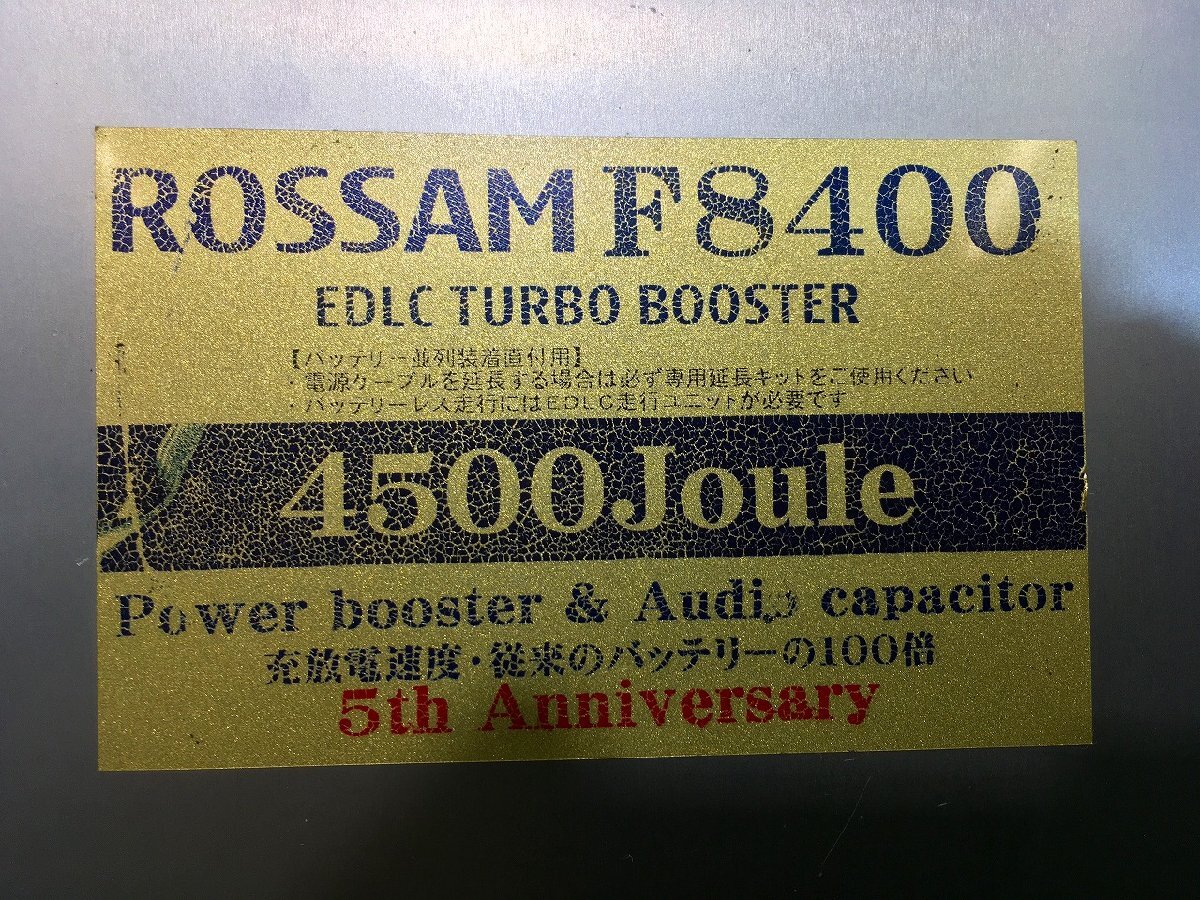 ROSSAM F8400
EDLC TURBO BOOSTER
【バッテリー並列装着直付用】
・電源ケーブルを延長する場合は必ず専用延長キットをご使用ください
・バッテリーレス走行にはEDLC走行ユニットが必要です
4500Joule
Power booster & Audio capacitor
充放電速度・従来のバッテリーの100倍
5th Anniversary